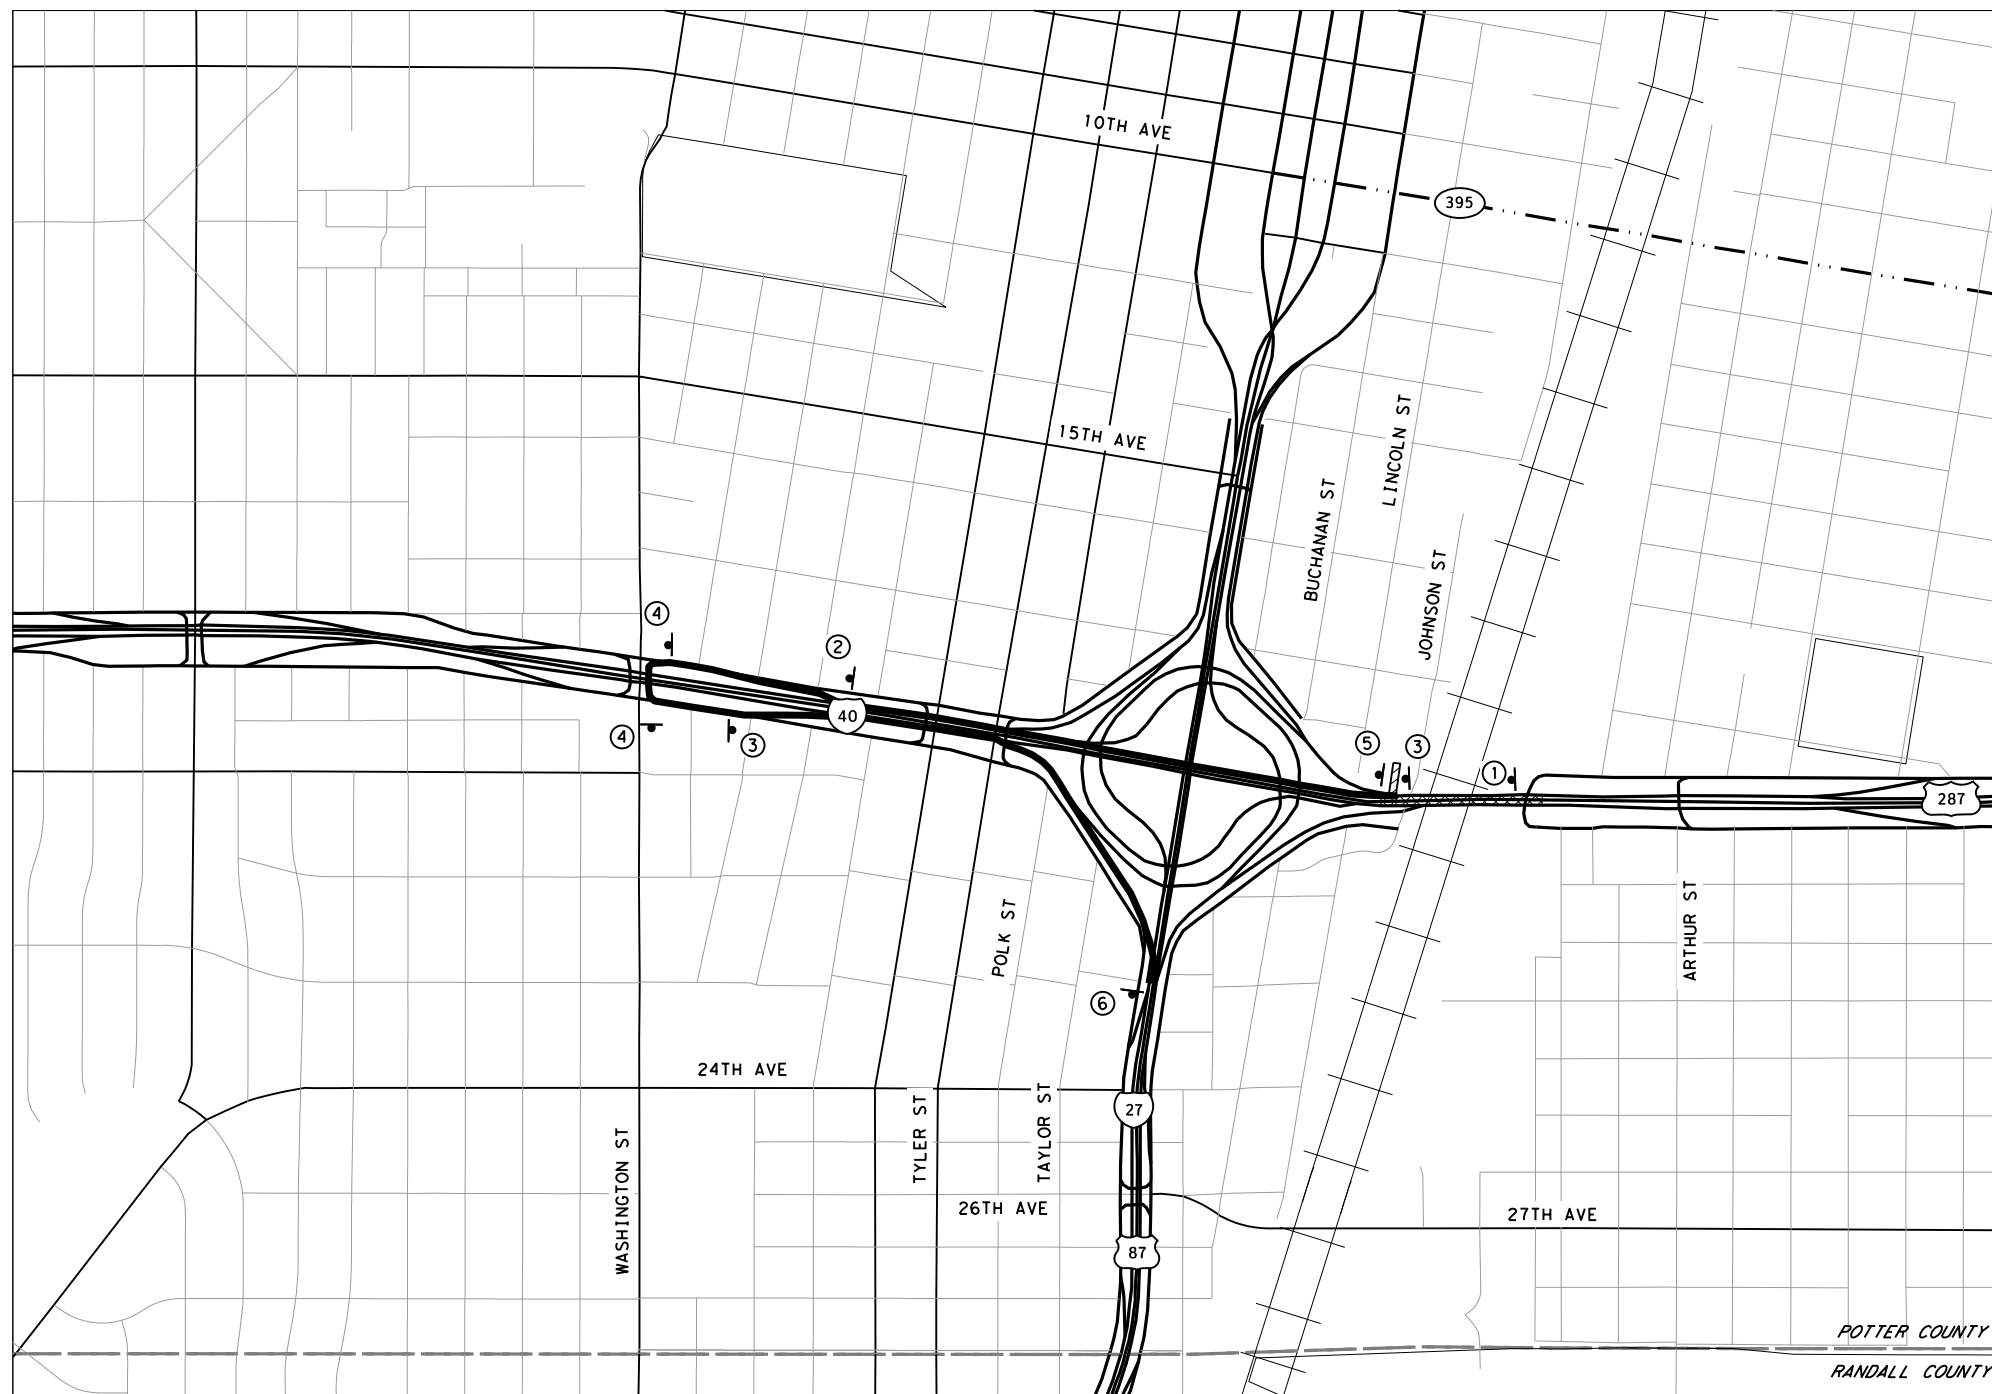 10TH AVE
395
15TH AVE
LINCOLN ST
BUCHANAN ST
JOHNSON ST
4
2
40
4
3
5
3
1
287
ARTHUR ST
POLK ST
6
24TH AVE
27
TYLER ST
TAYLOR ST
WASHINGTON ST
26TH AVE
27TH AVE
87
POTTER COUNTY
RANDALL COUNTY